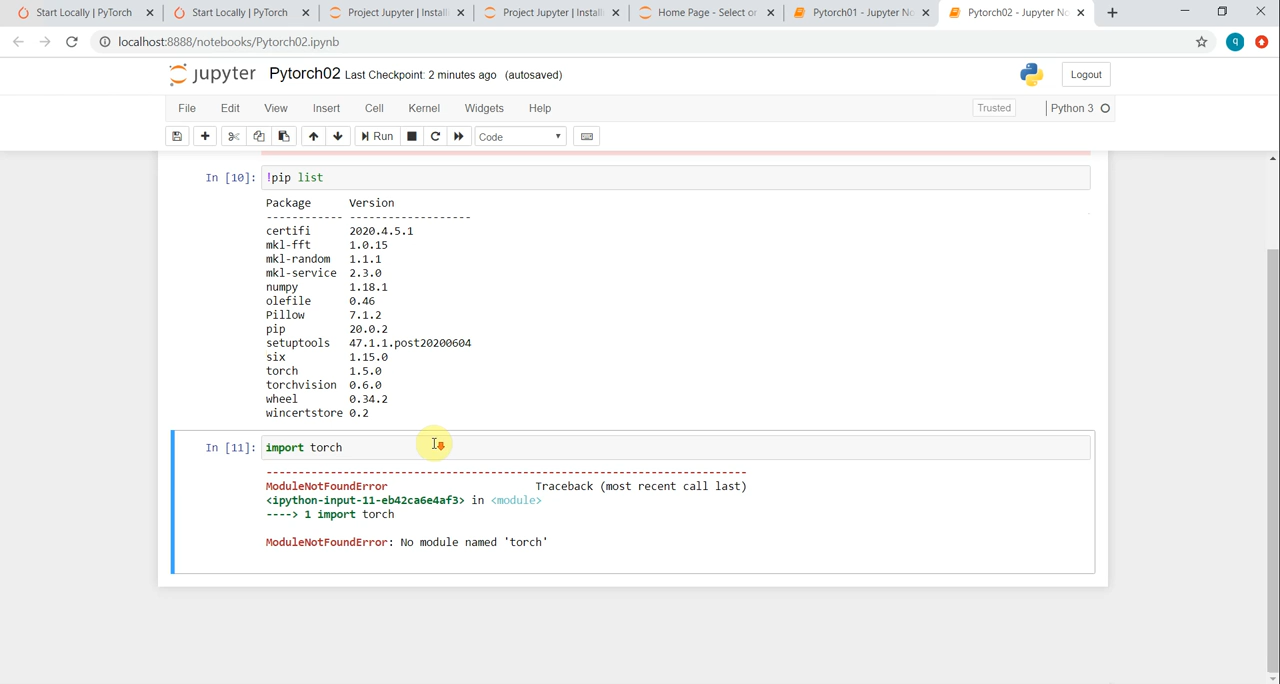 Start Locally | PyTorch
Start Locally | PyTorch
Project Jupyter | Install
Project Jupyter | Install
Home Page - Select or
Pytorch01 - Jupyter No
Pytorch02 - Jupyter No
localhost:8888/notebooks/Pytorch02.ipynb
q
jupyter Pytorch02 Last Checkpoint: 2 minutes ago (autosaved)
Logout
File Edit View Insert Cell Kernel Widgets Help
Trusted
Python 3
Run
Code
In [10]: !pip list
Package Version
------------ -------------------
certifi 2020.4.5.1
mkl-fft 1.0.15
mkl-random 1.1.1
mkl-service 2.3.0
numpy 1.18.1
olefile 0.46
Pillow 7.1.2
pip 20.0.2
setuptools 47.1.1.post20200604
six 1.15.0
torch 1.5.0
torchvision 0.6.0
wheel 0.34.2
wincertstore 0.2
In [11]: import torch
---------------------------------------------------------------------------
ModuleNotFoundError Traceback (most recent call last)
<ipython-input-11-eb42ca6e4af3> in <module>
----> 1 import torch
ModuleNotFoundError: No module named 'torch'